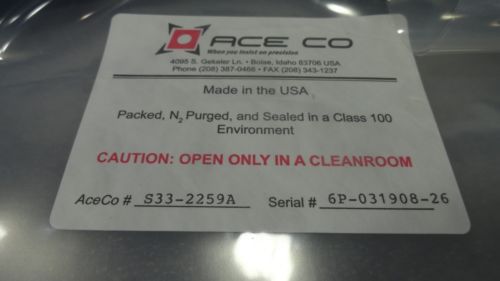 ACE CO
When you insist on precision
4095 S. Gekeler Ln. • Boise, Idaho 83706 USA
Phone (208) 387-0466 • FAX (208) 343-1237
Made in the USA
Packed, N₂ Purged, and Sealed in a Class 100
Environment
CAUTION: OPEN ONLY IN A CLEANROOM
AceCo # S33-2259A Serial # 6P-031908-26